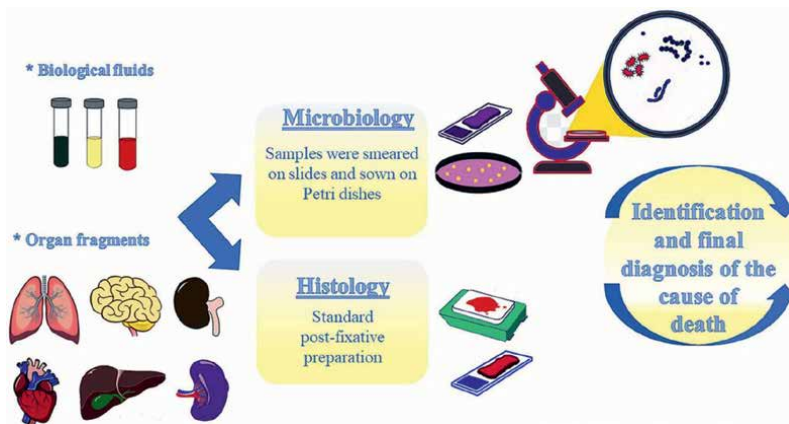 * Biological fluids
* Organ fragments
Microbiology
Samples were smeared
on slides and sown on
Petri dishes
Histology
Standard
post-fixative
preparation
Identification
and final
diagnosis of the
cause of
death